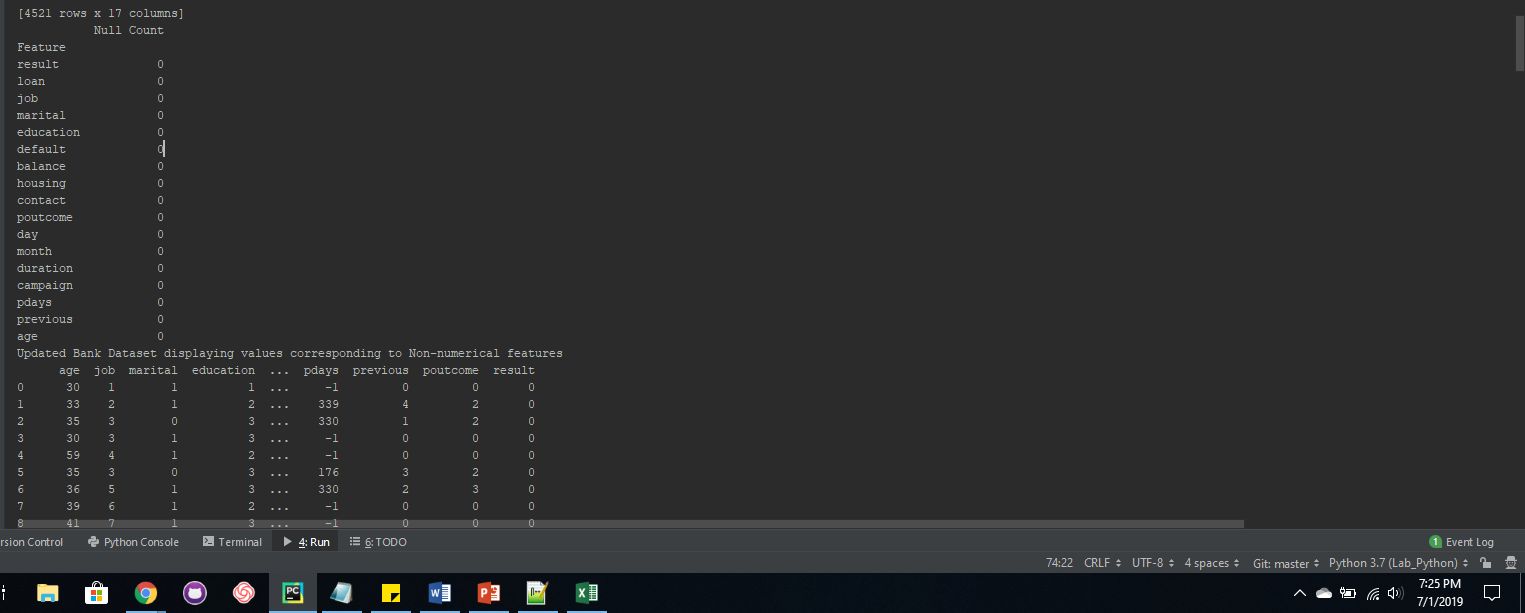 [4521 rows x 17 columns]
Null Count
Feature
result 0
loan 0
job 0
marital 0
education 0
default 0
balance 0
housing 0
contact 0
poutcome 0
day 0
month 0
duration 0
campaign 0
pdays 0
previous 0
age 0
Updated Bank Dataset displaying values corresponding to Non-numerical features
age job marital education ... pdays previous poutcome result
0 30 1 1 1 ... -1 0 0 0
1 33 2 1 2 ... 339 4 2 0
2 35 3 0 3 ... 330 1 2 0
3 30 3 1 3 ... -1 0 0 0
4 59 4 1 2 ... -1 0 0 0
5 35 3 0 3 ... 176 3 2 0
6 36 5 1 3 ... 330 2 3 0
7 39 6 1 2 ... -1 0 0 0
8 41 7 1 3 ... -1 0 0 0
rsion Control Python Console Terminal 4: Run 6: TODO 1 Event Log
74:22 CRLF UTF-8 4 spaces Git: master Python 3.7 (Lab_Python)
PC W P X 7:25 PM
7/1/2019